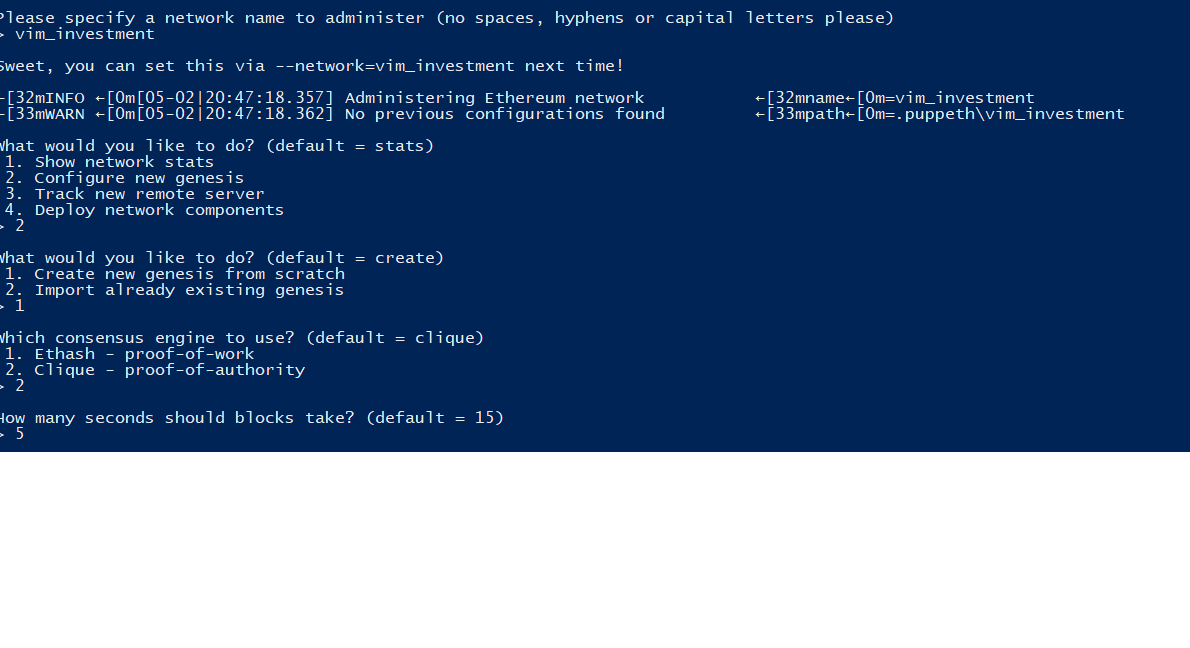 Please specify a network name to administer (no spaces, hyphens or capital letters please)
> vim_investment
Sweet, you can set this via --network=vim_investment next time!
←[32mINFO ←[0m[05-02|20:47:18.357] Administering Ethereum network ←[32mname←[0m=vim_investment
←[33mWARN ←[0m[05-02|20:47:18.362] No previous configurations found ←[33mpath←[0m=.puppeth\vim_investment
What would you like to do? (default = stats)
1. Show network stats
2. Configure new genesis
3. Track new remote server
4. Deploy network components
> 2
What would you like to do? (default = create)
1. Create new genesis from scratch
2. Import already existing genesis
> 1
Which consensus engine to use? (default = clique)
1. Ethash - proof-of-work
2. Clique - proof-of-authority
> 2
How many seconds should blocks take? (default = 15)
> 5